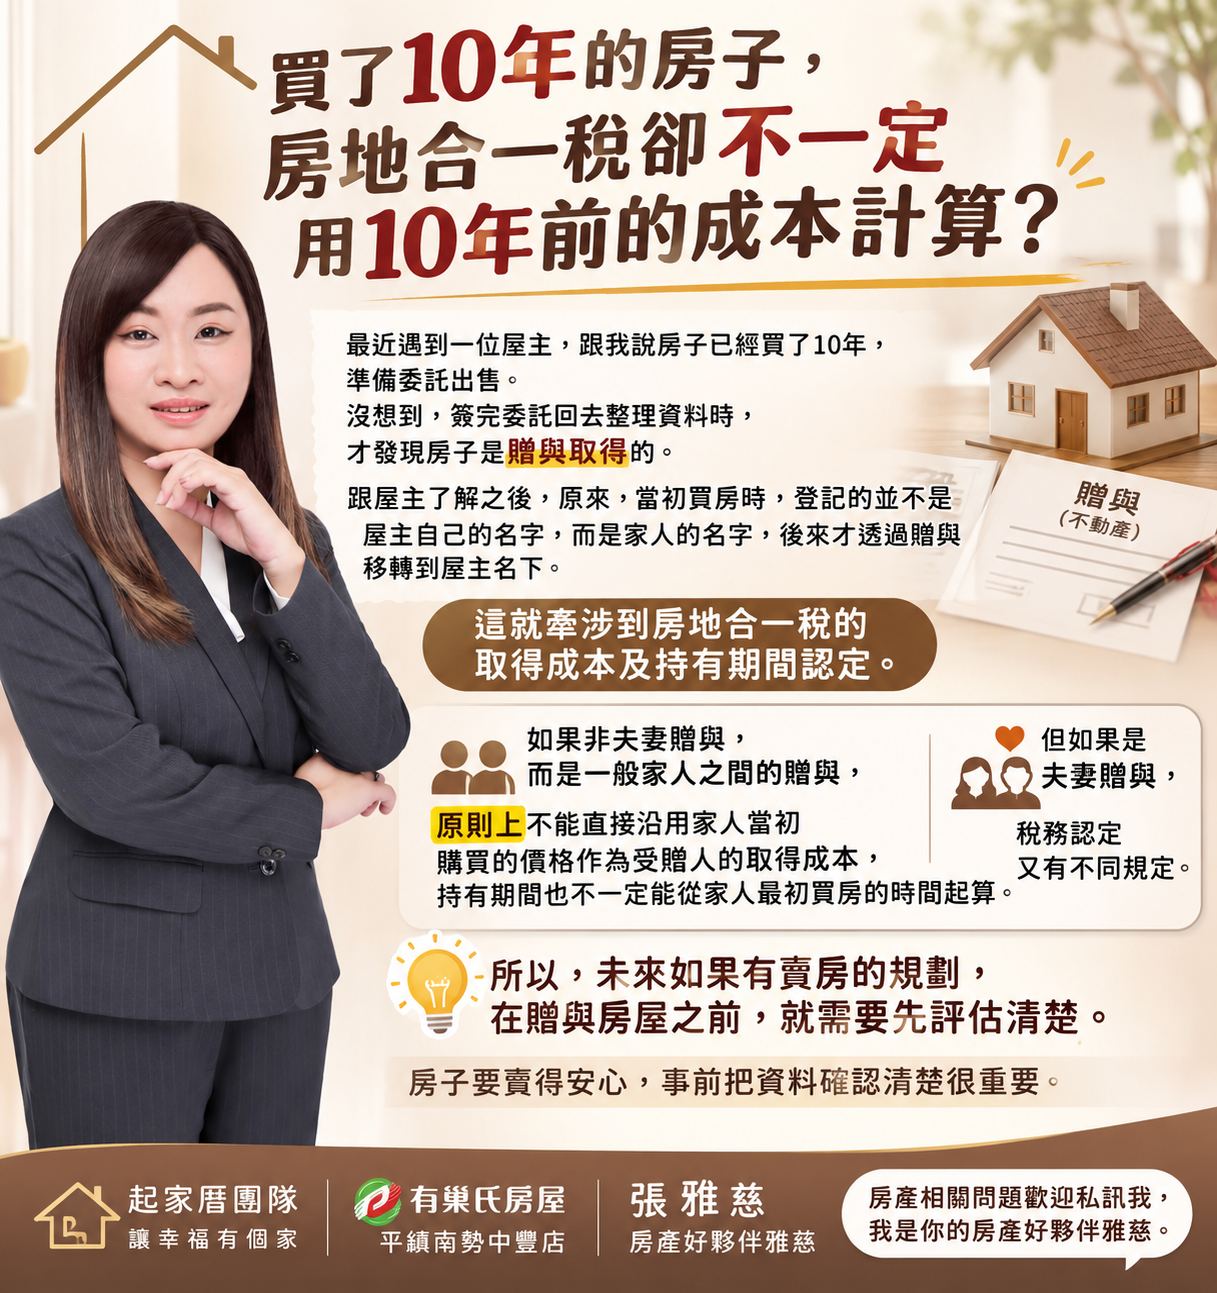 買了10年的房子，
房地合一稅卻不一定
用10年前的成本計算？
最近遇到一位屋主，跟我說房子已經買了10年，
準備委託出售。
沒想到，簽完委託回去整理資料時，
才發現房子是贈與取得的。
跟屋主了解之後，原來，當初買房時，登記的並不是
屋主自己的名字，而是家人的名字，後來才透過贈與
移轉到屋主名下。
贈與
(不動產)
這就牽涉到房地合一稅的
取得成本及持有期間認定。
如果非夫妻贈與，
而是一般家人之間的贈與，
原則上不能直接沿用家人當初
購買的價格作為受贈人的取得成本，
持有期間也不一定能從家人最初買房的時間起算。
但如果是
夫妻贈與，
稅務認定
又有不同規定。
所以，未來如果有賣房的規劃，
在贈與房屋之前，就需要先評估清楚。
房子要賣得安心，事前把資料確認清楚很重要。
起家厝團隊
讓幸福有個家
有巢氏房屋
平鎮南勢中豐店
張雅慈
房產好夥伴雅慈
房產相關問題歡迎私訊我，
我是你的房產好夥伴雅慈。